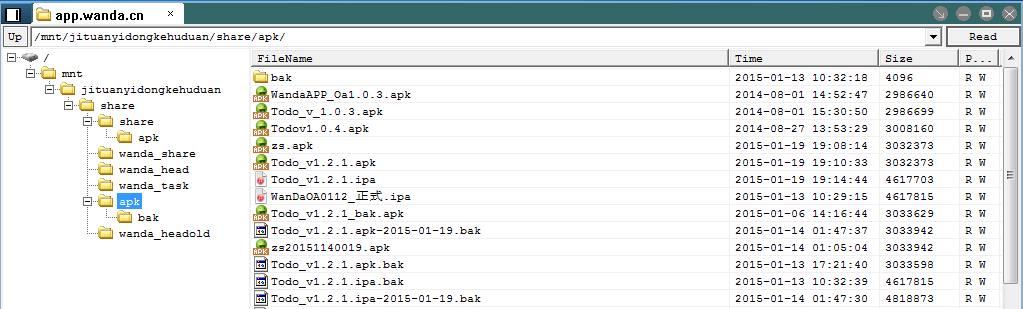 app.wanda.cn ×
Up /mnt/jituanyidongkehuduan/share/apk/ Read
/
mnt
jituanyidongkehuduan
share
share
apk
wanda_share
wanda_head
wanda_task
apk
bak
wanda_headold
FileName Time Size P...
bak 2015-01-13 10:32:18 4096 R W
WandaAPP_Oa1.0.3.apk 2014-08-01 14:52:47 2986640 R W
Todo_v_1.0.3.apk 2014-08-01 15:30:50 2986699 R W
Todov1.0.4.apk 2014-08-27 13:53:29 3008160 R W
zs.apk 2015-01-19 19:08:14 3032373 R W
Todo_v1.2.1.apk 2015-01-19 19:10:33 3032373 R W
Todo_v1.2.1.ipa 2015-01-19 19:14:44 4617703 R W
WanDaOA0112_正式.ipa 2015-01-13 10:29:15 4617815 R W
Todo_v1.2.1_bak.apk 2015-01-06 14:16:44 3033629 R W
Todo_v1.2.1.apk-2015-01-19.bak 2015-01-14 01:47:37 3033942 R W
zs20151140019.apk 2015-01-14 01:05:04 3033942 R W
Todo_v1.2.1.apk.bak 2015-01-13 17:21:40 3033598 R W
Todo_v1.2.1.ipa.bak 2015-01-13 10:32:39 4617815 R W
Todo_v1.2.1.ipa-2015-01-19.bak 2015-01-14 01:47:30 4818873 R W